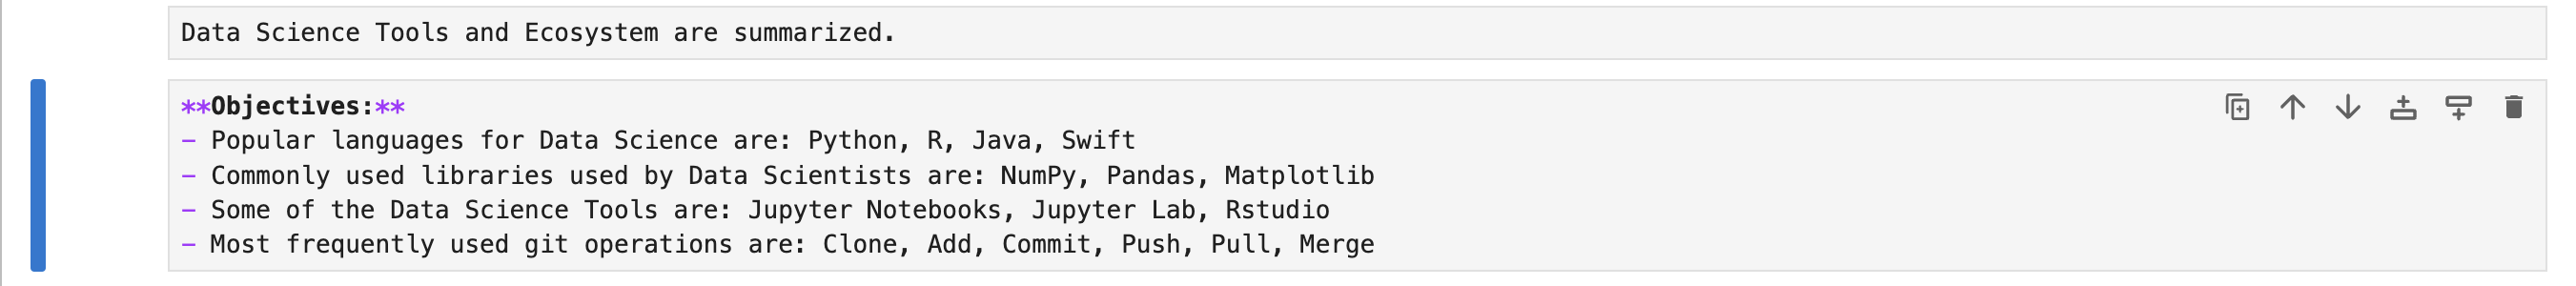 Data Science Tools and Ecosystem are summarized.
**Objectives:**
- Popular languages for Data Science are: Python, R, Java, Swift
- Commonly used libraries used by Data Scientists are: NumPy, Pandas, Matplotlib
- Some of the Data Science Tools are: Jupyter Notebooks, Jupyter Lab, Rstudio
- Most frequently used git operations are: Clone, Add, Commit, Push, Pull, Merge